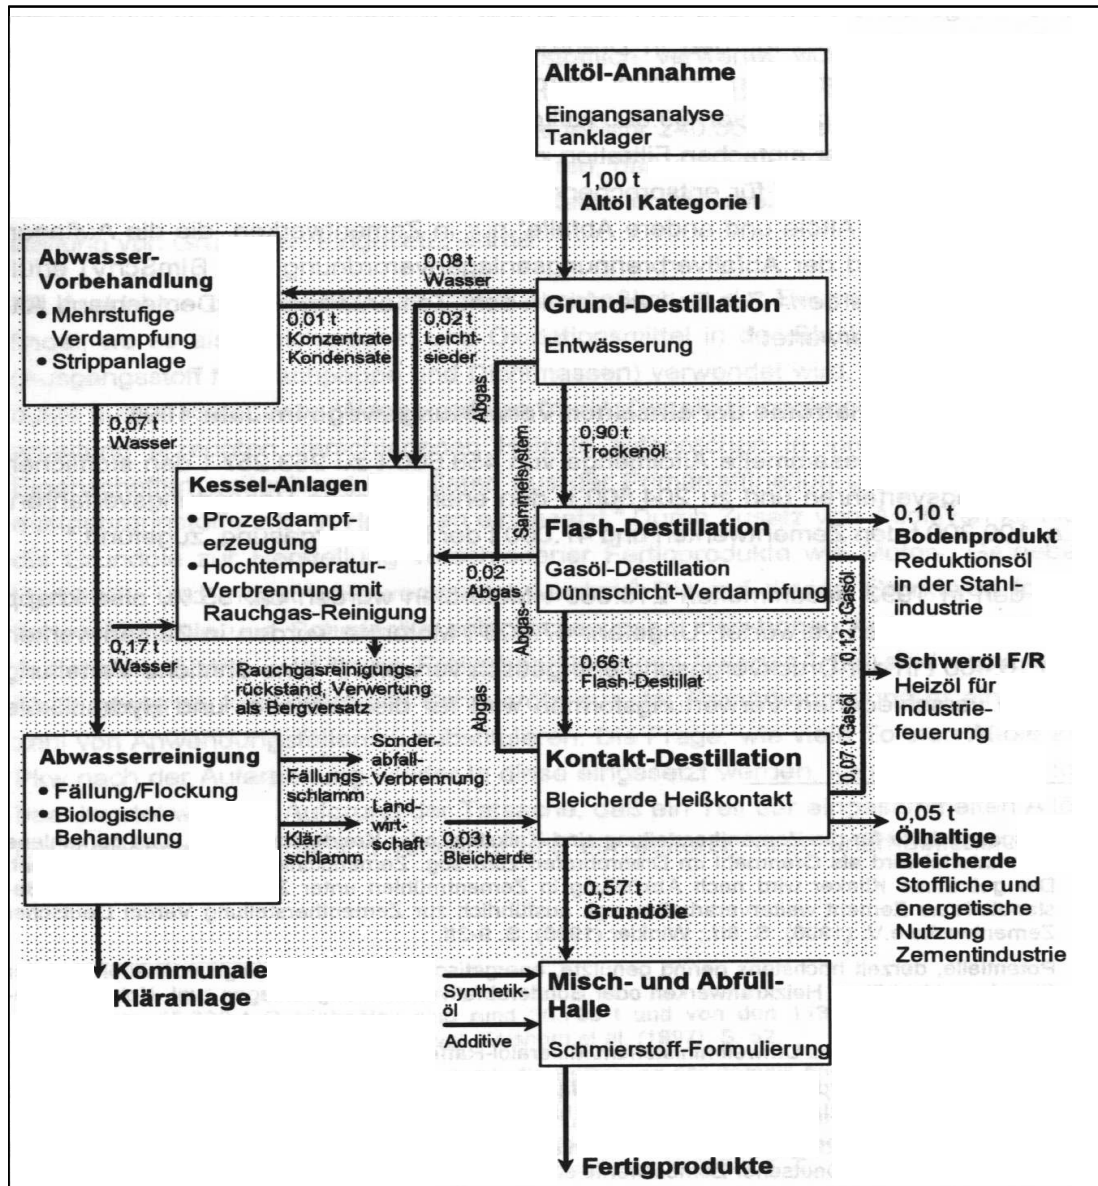 Altöl-Annahme
Eingangsanalyse
Tanklager
1,00 t
Altöl Kategorie I
Abwasser-
Vorbehandlung
• Mehrstufige
Verdampfung
• Strippanlage
0,08 t
Wasser
0,01 t
Konzentrate
Kondensate
0,02 t
Leicht-
sieder
Grund-Destillation
Entwässerung
Abgas
0,07 t
Wasser
0,90 t
Trockenöl
Kessel-Anlagen
• Prozeßdampf-
erzeugung
• Hochtemperatur-
Verbrennung mit
Rauchgas-Reinigung
Abgas-Sammelsystem
0,02
Abgas
Flash-Destillation
Gasöl-Destillation
Dünnschicht-Verdampfung
0,10 t
Bodenprodukt
Reduktionsöl
in der Stahl-
industrie
0,12 t Gasöl
0,17 t
Wasser
Rauchgasreinigungs-
rückstand, Verwertung
als Bergversatz
0,66 t
Flash-Destillat
Abgas
Schweröl F/R
Heizöl für
Industrie-
feuerung
0,07 t Gasöl
Abwasserreinigung
• Fällung/Flockung
• Biologische
Behandlung
Fällungs-
schlamm
Sonder-
abfall-
Verbrennung
Klär-
schlamm
Land-
wirt-
schaft
0,03 t
Bleicherde
Kontakt-Destillation
Bleicherde Heißkontakt
0,05 t
Ölhaltige
Bleicherde
Stoffliche und
energetische
Nutzung
Zementindustrie
0,57 t
Grundöle
Kommunale
Kläranlage
Synthetik-
öl
Additive
Misch- und Abfüll-
Halle
Schmierstoff-Formulierung
Fertigprodukte